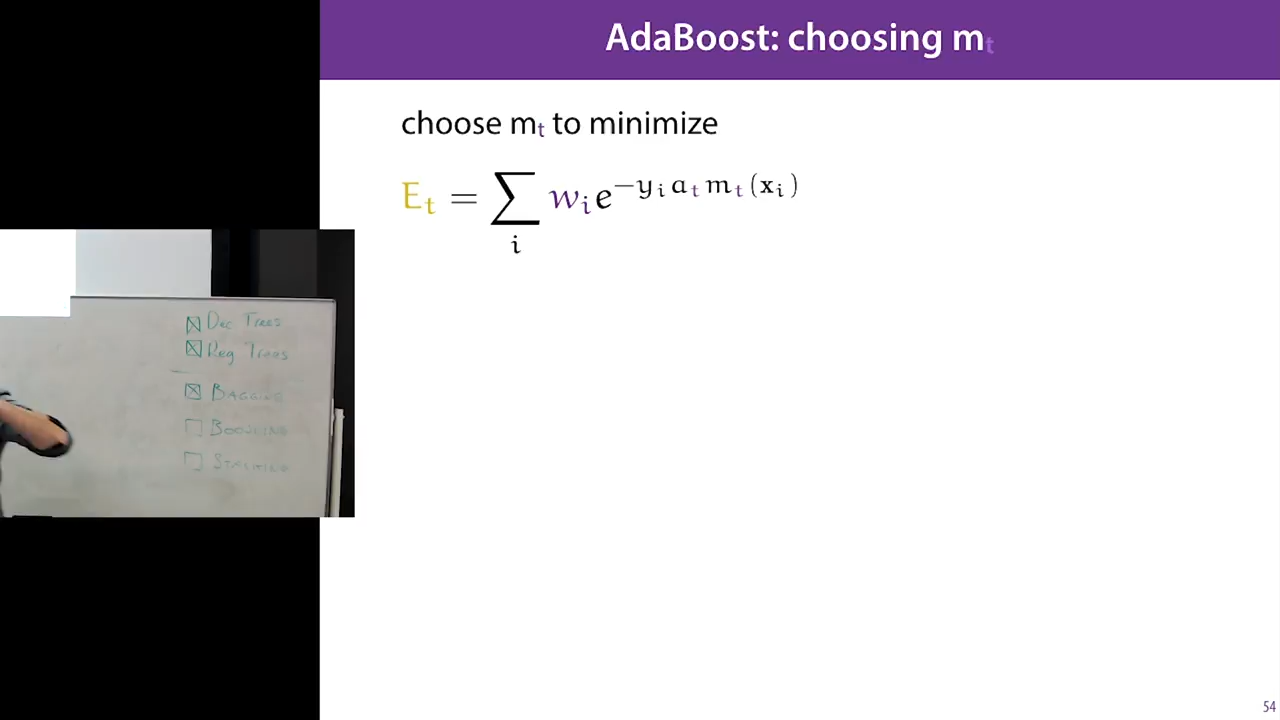 AdaBoost: choosing mt
choose mt to minimize
Et = ∑i wi e^−yi at mt(xi)
Dec Trees
Reg Trees
Bagging
Boosting
Stacking
54